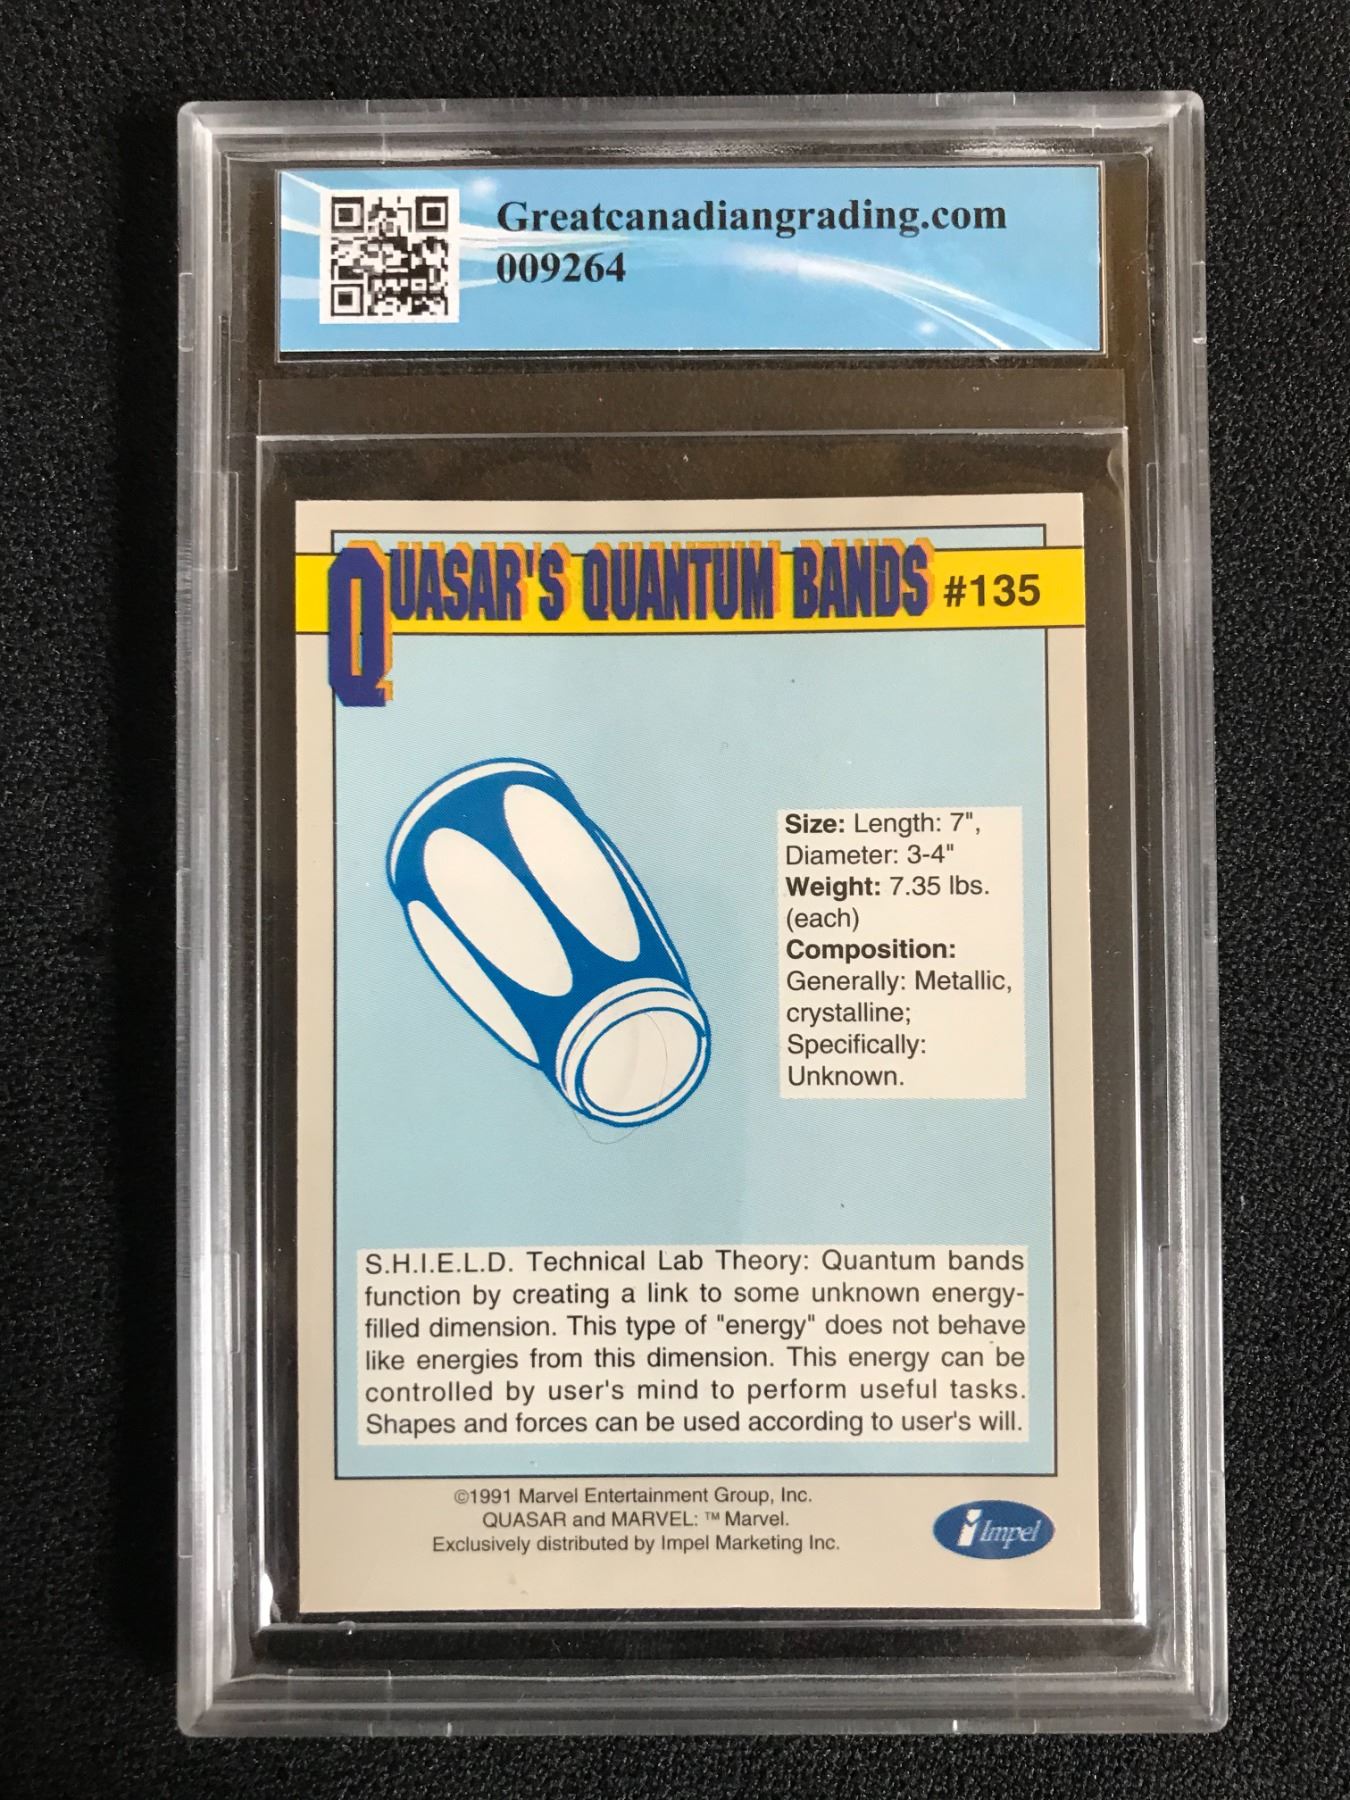 Greatcanadiangrading.com
009264
QUASAR'S QUANTUM BANDS #135
Size: Length: 7",
Diameter: 3-4"
Weight: 7.35 lbs.
(each)
Composition:
Generally: Metallic,
crystalline;
Specifically:
Unknown.
S.H.I.E.L.D. Technical Lab Theory: Quantum bands
function by creating a link to some unknown energy-
filled dimension. This type of "energy" does not behave
like energies from this dimension. This energy can be
controlled by user's mind to perform useful tasks.
Shapes and forces can be used according to user's will.
©1991 Marvel Entertainment Group, Inc.
QUASAR and MARVEL: ™ Marvel.
Exclusively distributed by Impel Marketing Inc.
Impel